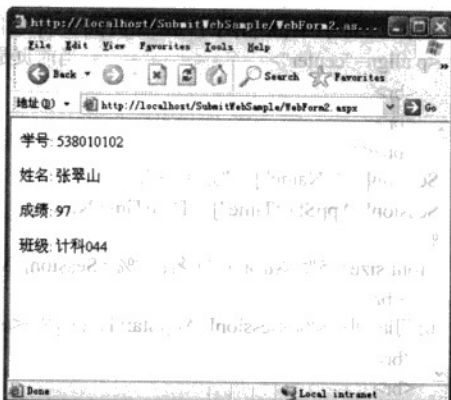 http://localhost/SubmitWebSample/WebForm2.as...
File Edit View Favorites Tools Help
Back Search Favorites
地址(D) http://localhost/SubmitWebSample/WebForm2.aspx Go
学号: 538010102
姓名: 张翠山
成绩: 97
班级: 计科044
Done Local intranet